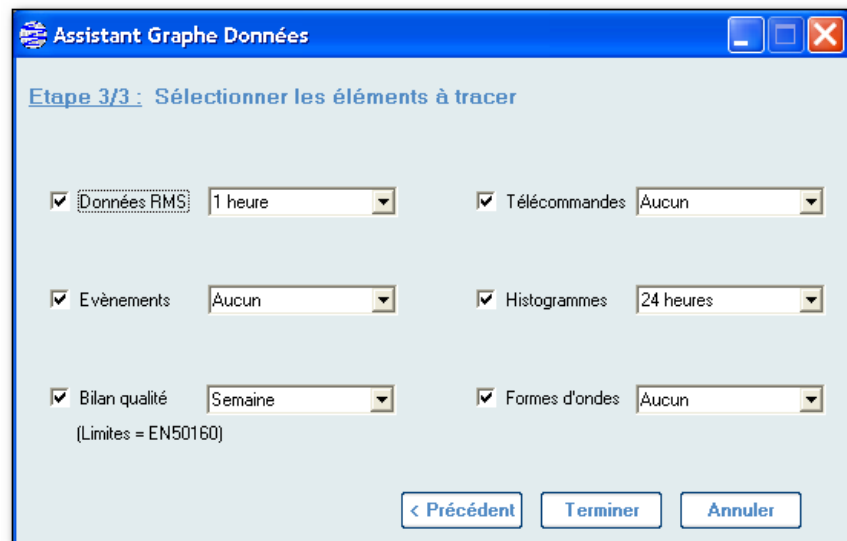 Assistant Graphe Données
Etape 3/3 : Sélectionner les éléments à tracer
Données RMS 1 heure Télécommandes Aucun
Evènements Aucun Histogrammes 24 heures
Bilan qualité Semaine Formes d'ondes Aucun
(Limites = EN50160)
< Précédent Terminer Annuler